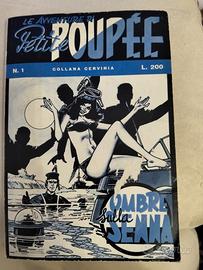 LE AVVENTURE DI
Petite POUPÉE
N. 1 COLLANA CERVINIA L. 200
OMBRE
sulla
SENNA